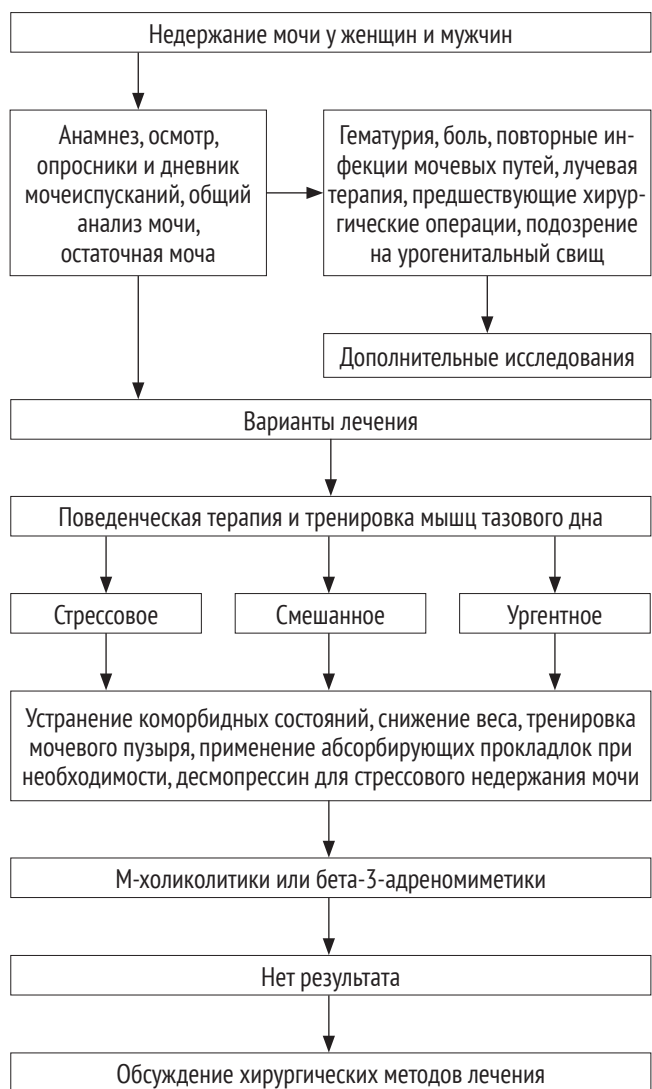 Недержание мочи у женщин и мужчин
Анамнез, осмотр,
опросники и дневник
мочеиспусканий, общий
анализ мочи,
остаточная моча
Гематурия, боль, повторные ин-
фекции мочевых путей, лучевая
терапия, предшествующие хирур-
гические операции, подозрение
на урогенитальный свищ
Дополнительные исследования
Варианты лечения
Поведенческая терапия и тренировка мышц тазового дна
Стрессовое
Смешанное
Ургентное
Устранение коморбидных состояний, снижение веса, тренировка
мочевого пузыря, применение абсорбирующих прокладлок при
необходимости, десмопрессин для стрессового недержания мочи
М-холиколитики или бета-3-адреномиметики
Нет результата
Обсуждение хирургических методов лечения